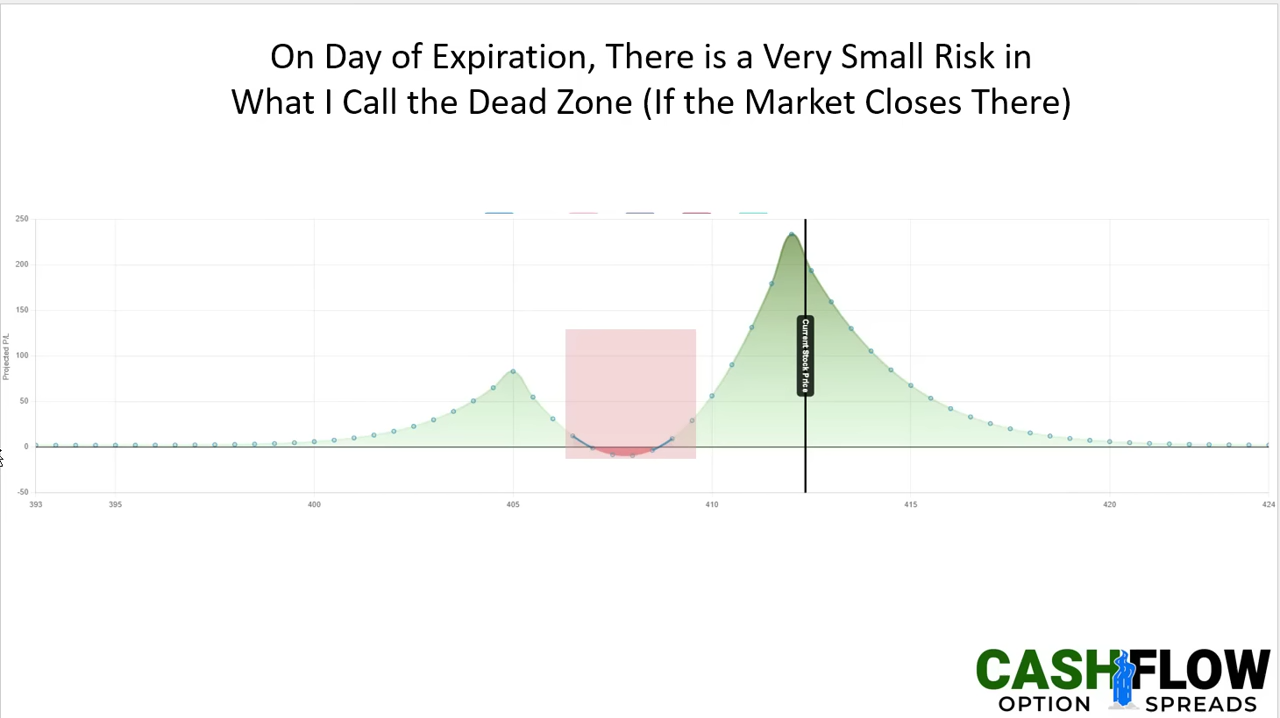 On Day of Expiration, There is a Very Small Risk in
What I Call the Dead Zone (If the Market Closes There)
250
200
150
100
50
0
-50
Projected P/L
Current Stock Price
393 395 400 405 410 415 420 424
CASHFLOW
OPTION SPREADS